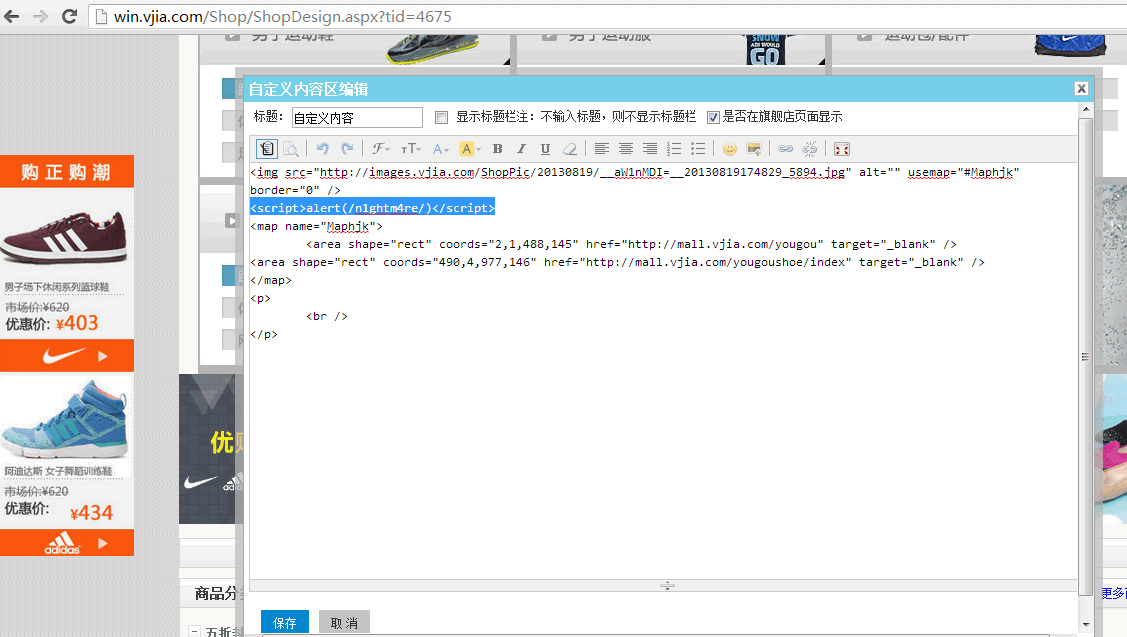 win.vjia.com/Shop/ShopDesign.aspx?tid=4675
男子运动鞋
男子运动服
运动包/配件
SNOW
ADI WOULD
GO
自定义内容区编辑
标题：
自定义内容
显示标题栏注：不输入标题，则不显示标题栏
是否在旗舰店页面显示
<img src="http://images.vjia.com/ShopPic/20130819/__aW1nMDI=__20130819174829_5894.jpg" alt="" usemap="#Maphjk"
border="0" />
<script>alert(/n1ghtm4re/)</script>
<map name="Maphjk">
<area shape="rect" coords="2,1,488,145" href="http://mall.vjia.com/yougou" target="_blank" />
<area shape="rect" coords="490,4,977,146" href="http://mall.vjia.com/yougoushoe/index" target="_blank" />
</map>
<p>
<br />
</p>
保存
取 消
购正购潮
男子场下休闲系列篮球鞋
市场价:¥620
优惠价: ¥403
阿迪达斯 女子舞蹈训练鞋
市场价:¥620
优惠价: ¥434
adidas
优
商品分
五折
更多